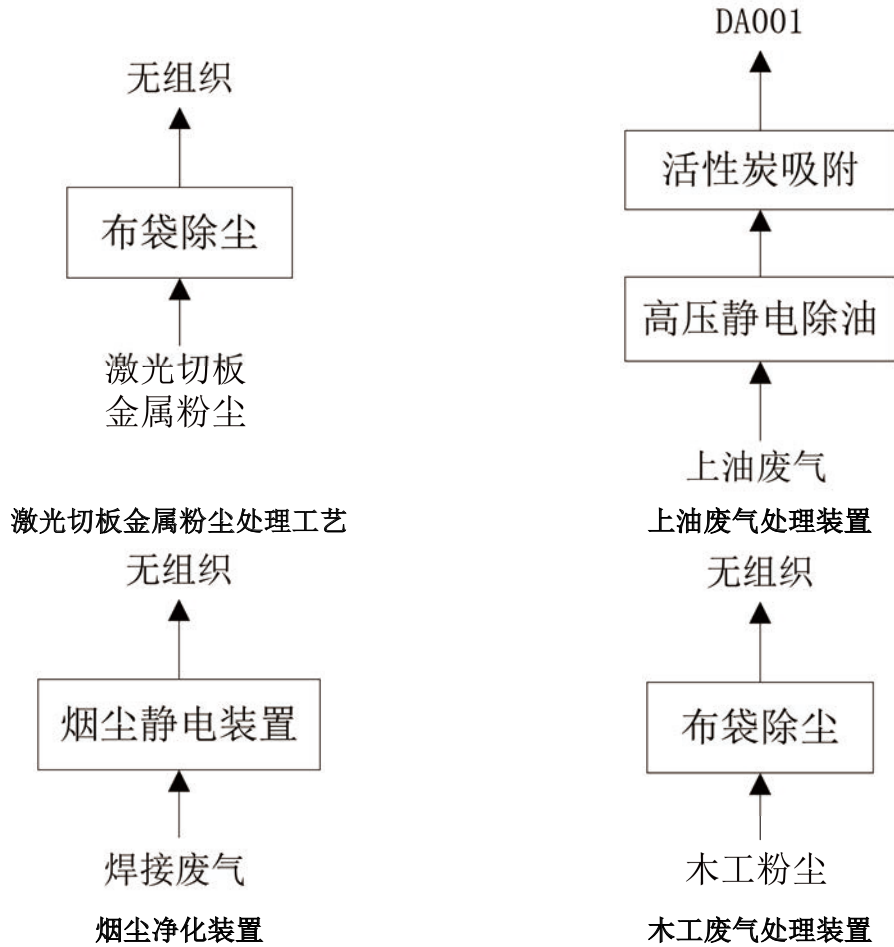 无组织
布袋除尘
激光切板
金属粉尘
激光切板金属粉尘处理工艺
DA001
活性炭吸附
高压静电除油
上油废气
上油废气处理装置
无组织
烟尘静电装置
焊接废气
烟尘净化装置
无组织
布袋除尘
木工粉尘
木工废气处理装置